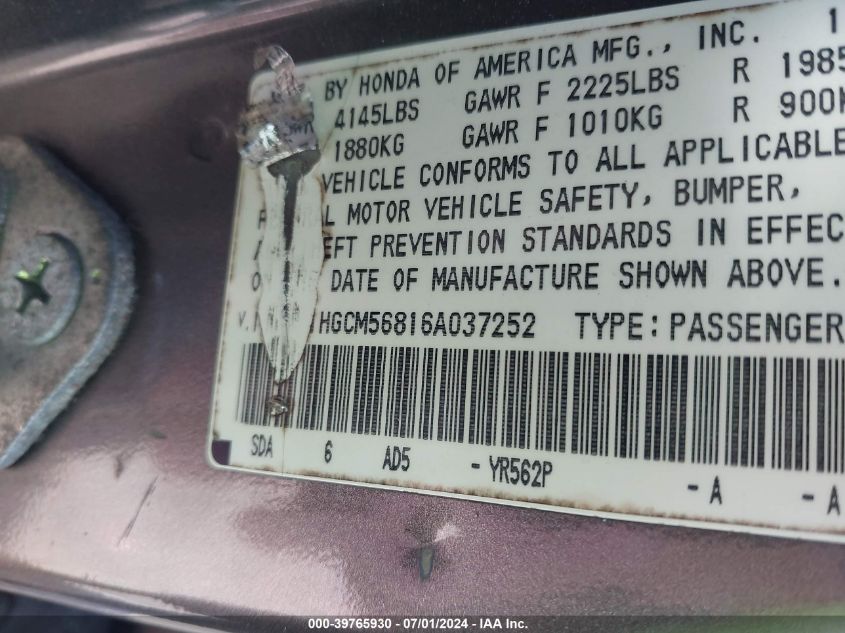 BY HONDA OF AMERICA MFG., INC. 1
4145LBS GAWR F 2225LBS R 1985
1880KG GAWR F 1010KG R 900K
VEHICLE CONFORMS TO ALL APPLICABLE
L MOTOR VEHICLE SAFETY, BUMPER,
EFT PREVENTION STANDARDS IN EFFEC
DATE OF MANUFACTURE SHOWN ABOVE.
V. HGCM56816A037252 TYPE: PASSENGER
SDA 6 AD5 - YR562P - A - A
000-39765930 - 07/01/2024 - IAA Inc.